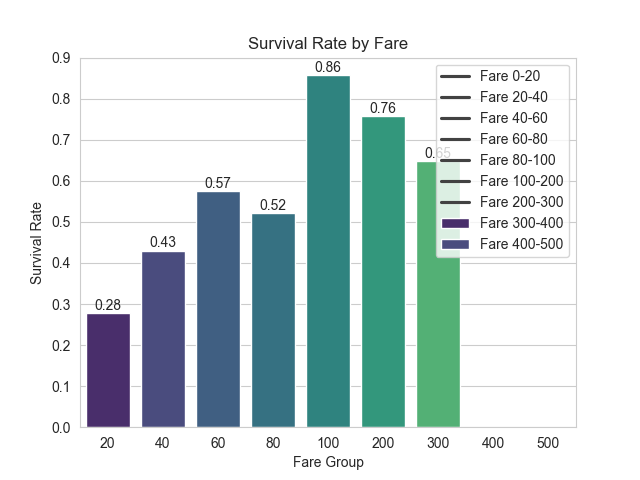 Survival Rate by Fare
Survival Rate
0.9
0.8
0.7
0.6
0.5
0.4
0.3
0.2
0.1
0.0
0.28
0.43
0.57
0.52
0.86
0.76
0.65
Fare 0-20
Fare 20-40
Fare 40-60
Fare 60-80
Fare 80-100
Fare 100-200
Fare 200-300
Fare 300-400
Fare 400-500
20 40 60 80 100 200 300 400 500
Fare Group